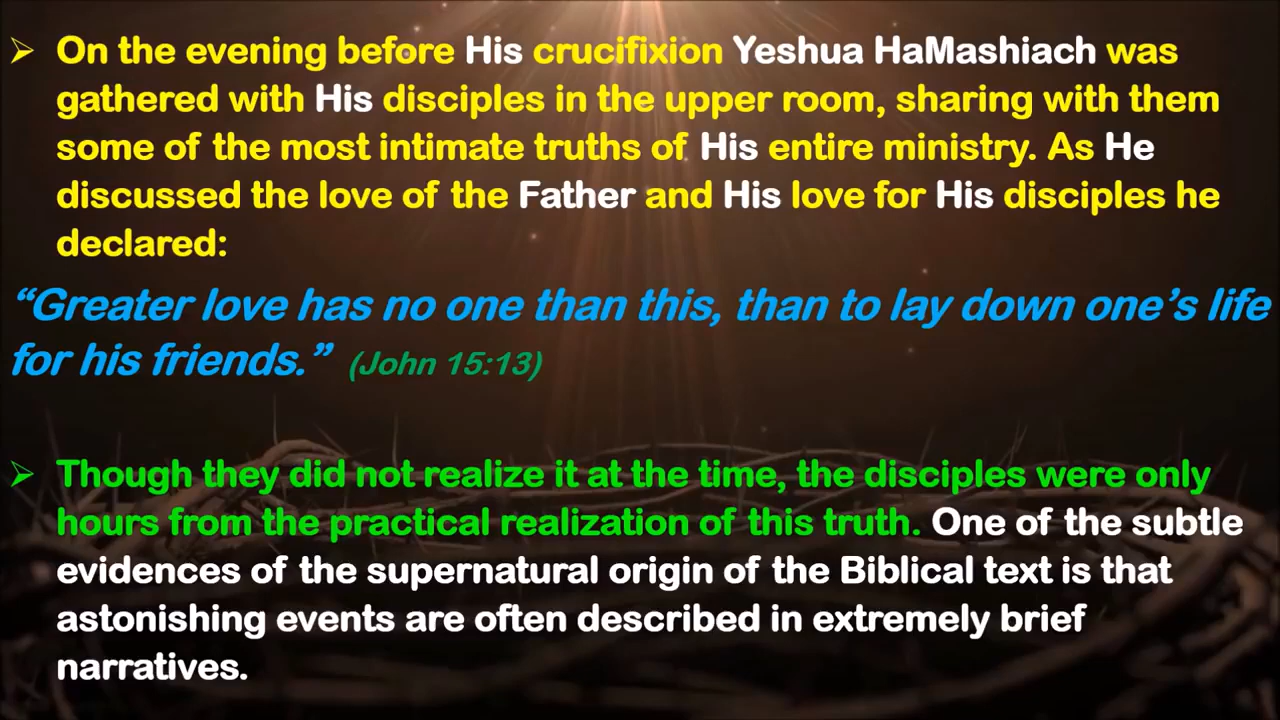 ➢ On the evening before His crucifixion Yeshua HaMashiach was
gathered with His disciples in the upper room, sharing with them
some of the most intimate truths of His entire ministry. As He
discussed the love of the Father and His love for His disciples he
declared:
“Greater love has no one than this, than to lay down one’s life
for his friends.” (John 15:13)
➢ Though they did not realize it at the time, the disciples were only
hours from the practical realization of this truth. One of the subtle
evidences of the supernatural origin of the Biblical text is that
astonishing events are often described in extremely brief
narratives.